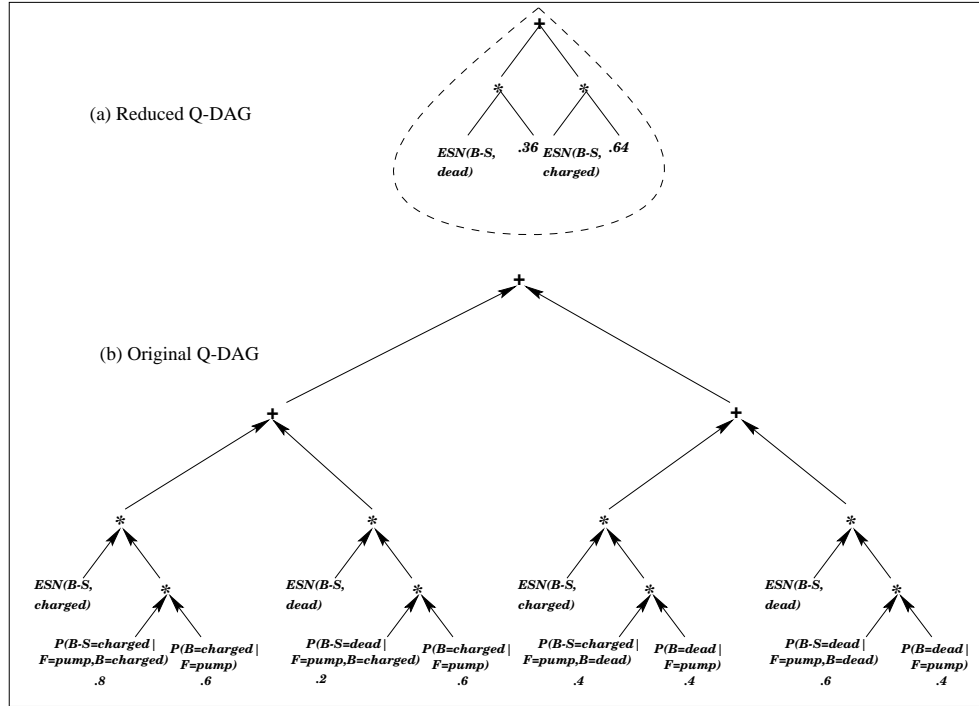 +
* *
(a) Reduced Q-DAG
ESN(B-S, dead) .36 ESN(B-S, charged) .64
+
(b) Original Q-DAG
+ +
* * * *
ESN(B-S, charged) * ESN(B-S, dead) * ESN(B-S, charged) * ESN(B-S, dead) *
P(B-S=charged | P(B=charged | P(B-S=dead | P(B=charged | P(B-S=charged | P(B=dead | P(B-S=dead | P(B=dead |
F=pump,B=charged) F=pump) F=pump,B=charged) F=pump) F=pump,B=dead) F=pump) F=pump,B=dead) F=pump)
.8 .6 .2 .6 .4 .4 .6 .4